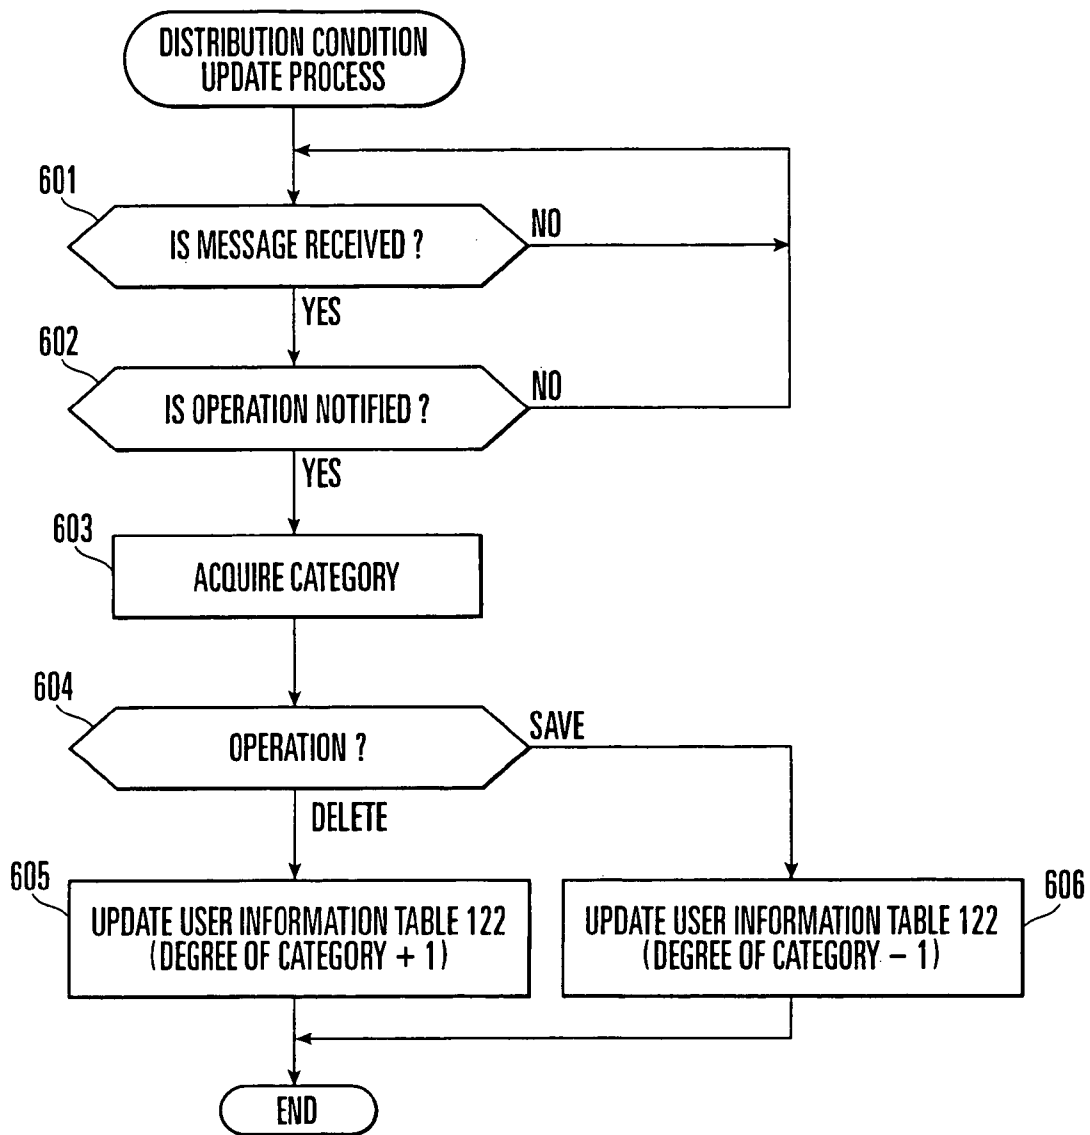 DISTRIBUTION CONDITION
UPDATE PROCESS
601
IS MESSAGE RECEIVED ?
NO
YES
602
IS OPERATION NOTIFIED ?
NO
YES
603
ACQUIRE CATEGORY
604
OPERATION ?
SAVE
DELETE
605
UPDATE USER INFORMATION TABLE 122
(DEGREE OF CATEGORY + 1)
606
UPDATE USER INFORMATION TABLE 122
(DEGREE OF CATEGORY − 1)
END